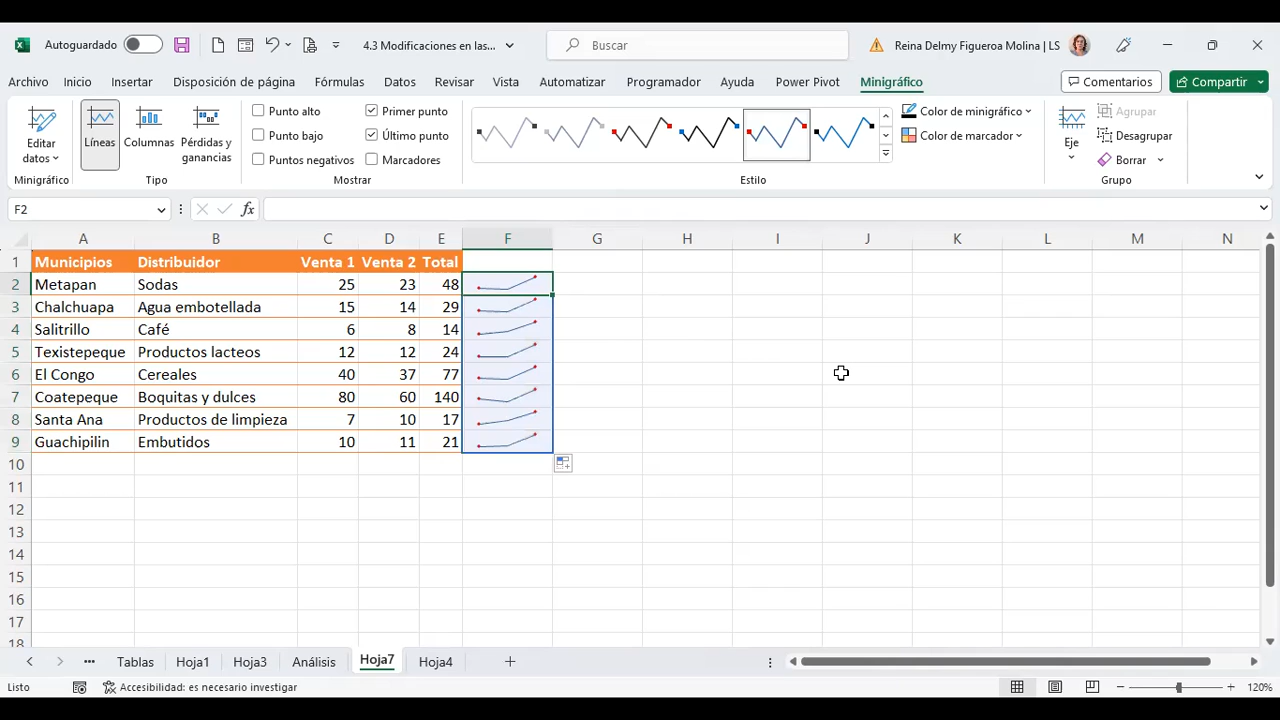 Autoguardado
4.3 Modificaciones en las...
Buscar
Reina Delmy Figueroa Molina | LS
Archivo Inicio Insertar Disposición de página Fórmulas Datos Revisar Vista Automatizar Programador Ayuda Power Pivot Minigráfico Comentarios Compartir
Editar datos
Minigráfico
Líneas Columnas Pérdidas y ganancias
Tipo
Punto alto Primer punto
Punto bajo Último punto
Puntos negativos Marcadores
Mostrar
Estilo
Color de minigráfico
Color de marcador
Eje
Agrupar
Desagrupar
Borrar
Grupo
F2 fx
A B C D E F G H I J K L M N
1 Municipios Distribuidor Venta 1 Venta 2 Total
2 Metapan Sodas 25 23 48
3 Chalchuapa Agua embotellada 15 14 29
4 Salitrillo Café 6 8 14
5 Texistepeque Productos lacteos 12 12 24
6 El Congo Cereales 40 37 77
7 Coatepeque Boquitas y dulces 80 60 140
8 Santa Ana Productos de limpieza 7 10 17
9 Guachipilin Embutidos 10 11 21
10
11
12
13
14
15
16
17
18
Tablas Hoja1 Hoja3 Análisis Hoja7 Hoja4
Listo Accesibilidad: es necesario investigar 120%